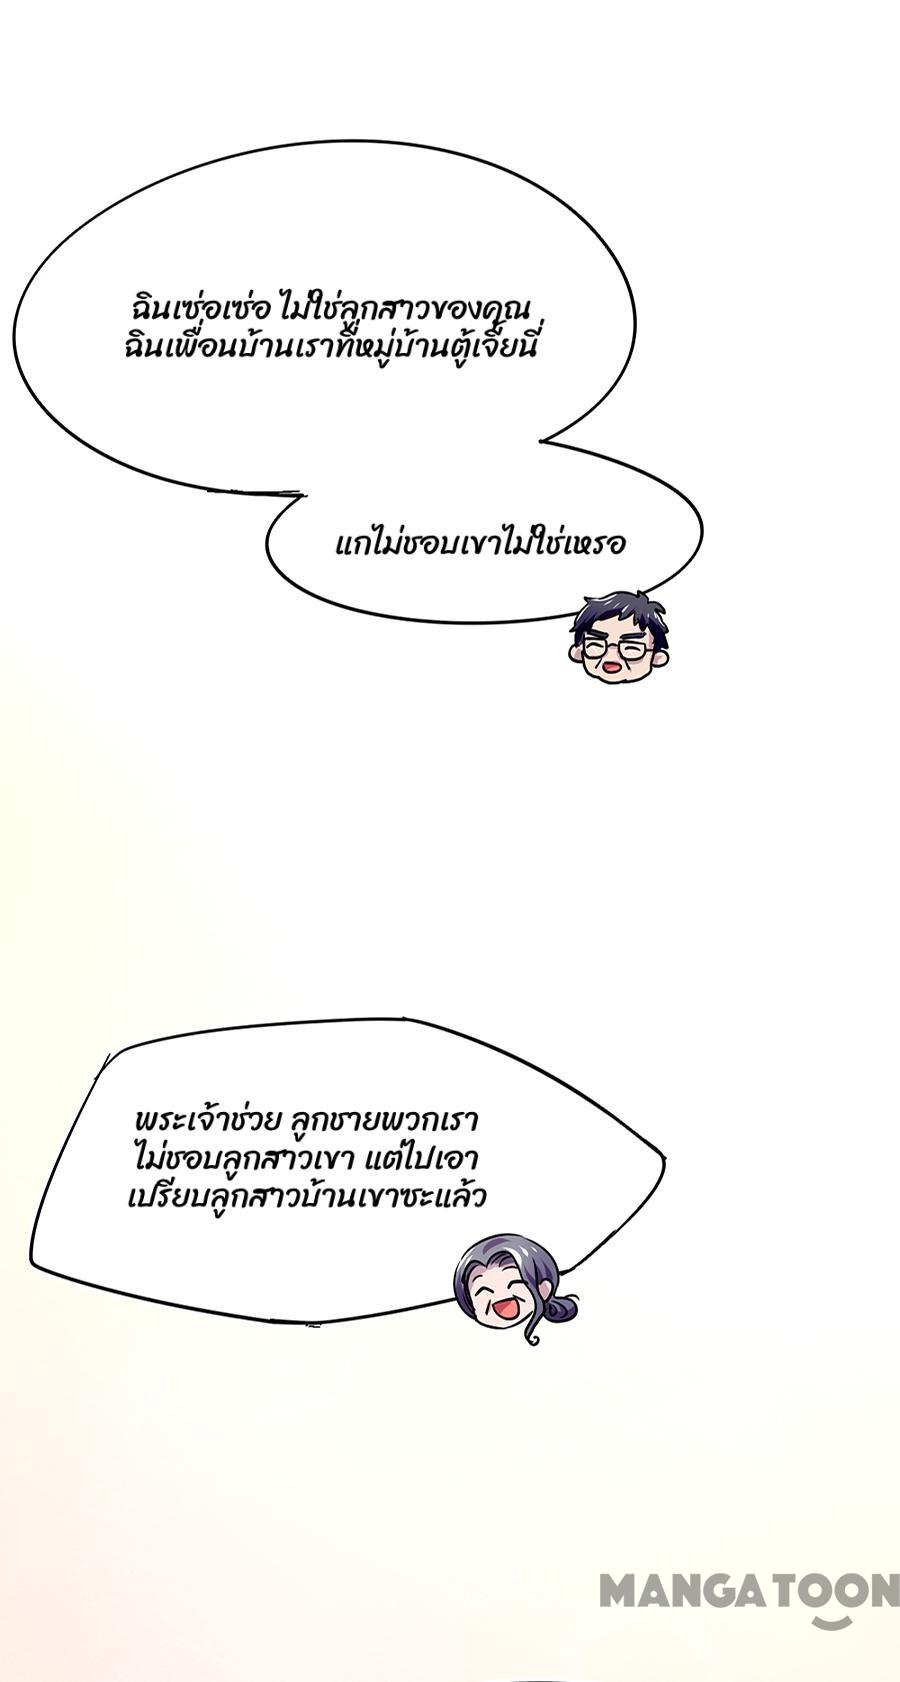 ฉินเซ่อเซ่อ ไม่ใช่ลูกสาวของคุณ
ฉินเพื่อนบ้านเราที่หมู่บ้านตู้เจี้ยนี่
แกไม่ชอบเขาไม่ใช่เหรอ
พระเจ้าช่วย ลูกชายพวกเรา
ไม่ชอบลูกสาวเขา แต่ไปเอา
เปรียบลูกสาวบ้านเขาซะแล้ว
MANGATOON